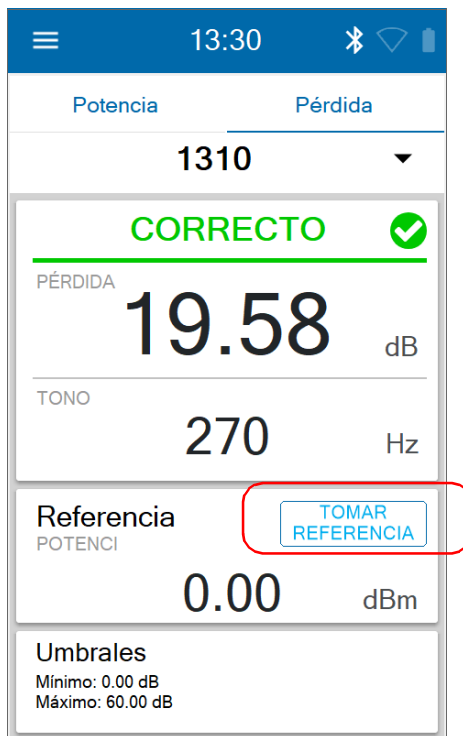 13:30
Potencia Pérdida
1310
CORRECTO
PÉRDIDA
19.58 dB
TONO
270 Hz
Referencia
TOMAR
REFERENCIA
POTENCI
0.00 dBm
Umbrales
Mínimo: 0.00 dB
Máximo: 60.00 dB